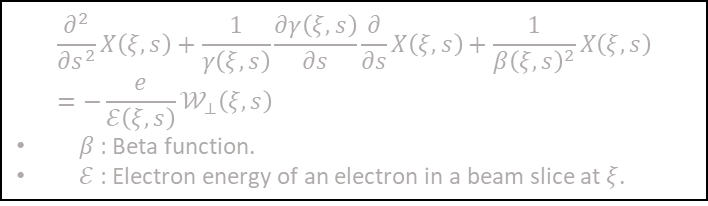 ∂²/∂s² X(ξ,s) + 1/γ(ξ,s) ∂γ(ξ,s)/∂s ∂/∂s X(ξ,s) + 1/β(ξ,s)² X(ξ,s)
= − e/ℰ(ξ,s) 𝒲⊥(ξ,s)
• β : Beta function.
• ℰ : Electron energy of an electron in a beam slice at ξ.